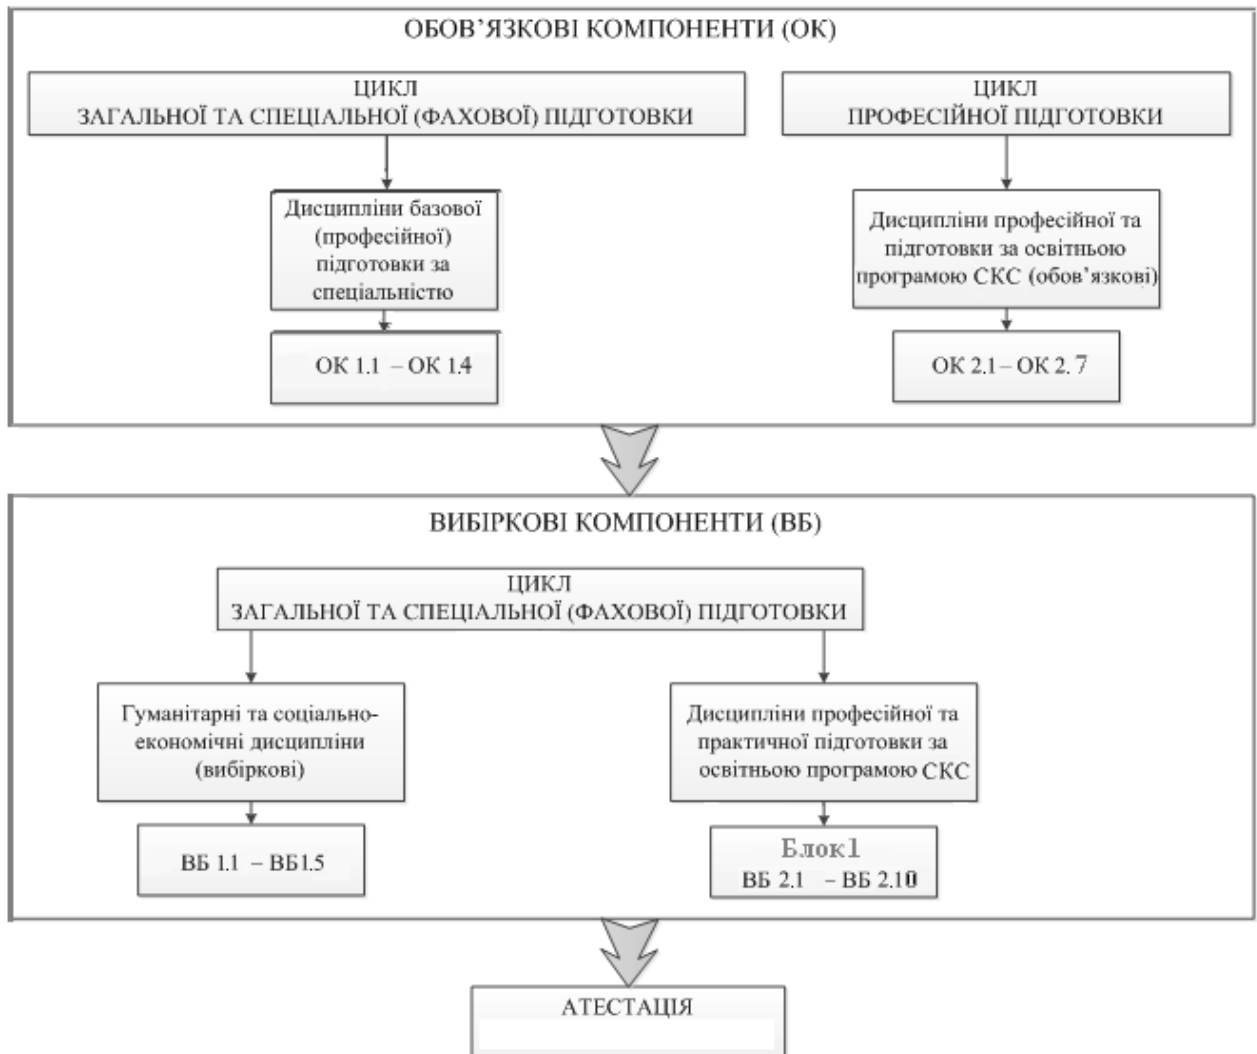 ОБОВ’ЯЗКОВІ КОМПОНЕНТИ (ОК)
ЦИКЛ
ЗАГАЛЬНОЇ ТА СПЕЦІАЛЬНОЇ (ФАХОВОЇ) ПІДГОТОВКИ
Дисципліни базової
(професійної)
підготовки за
спеціальністю
ОК 1.1 – ОК 1.4
ЦИКЛ
ПРОФЕСІЙНОЇ ПІДГОТОВКИ
Дисципліни професійної та
підготовки за освітньою
програмою СКС (обов’язкові)
ОК 2.1 – ОК 2. 7
ВИБІРКОВІ КОМПОНЕНТИ (ВБ)
ЦИКЛ
ЗАГАЛЬНОЇ ТА СПЕЦІАЛЬНОЇ (ФАХОВОЇ) ПІДГОТОВКИ
Гуманітарні та соціально-
економічні дисципліни
(вибіркові)
ВБ 1.1 – ВБ1.5
Дисципліни професійної та
практичної підготовки за
освітньою програмою СКС
Блок1
ВБ 2.1 – ВБ 2.10
АТЕСТАЦІЯ